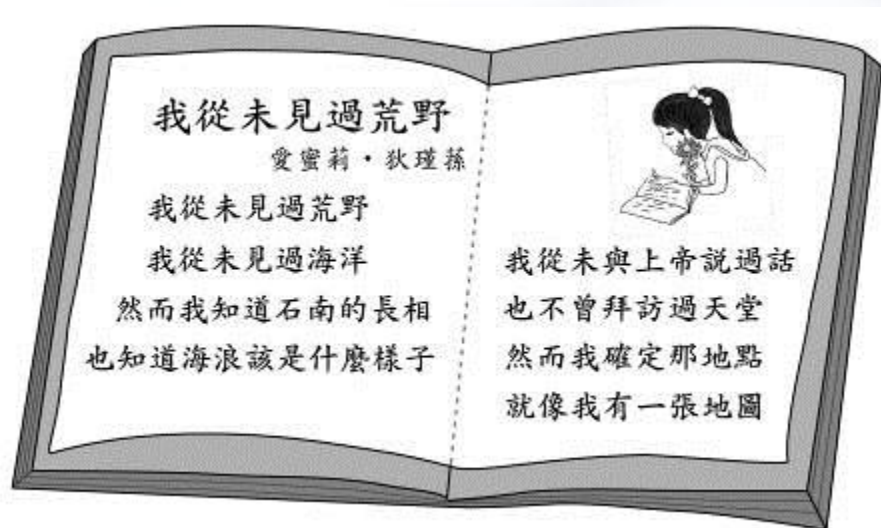 我從未見過荒野
愛蜜莉·狄瑾蓀
我從未見過荒野
我從未見過海洋
然而我知道石南的長相
也知道海浪該是什麼樣子
我從未與上帝說過話
也不曾拜訪過天堂
然而我確定那地點
就像我有一張地圖